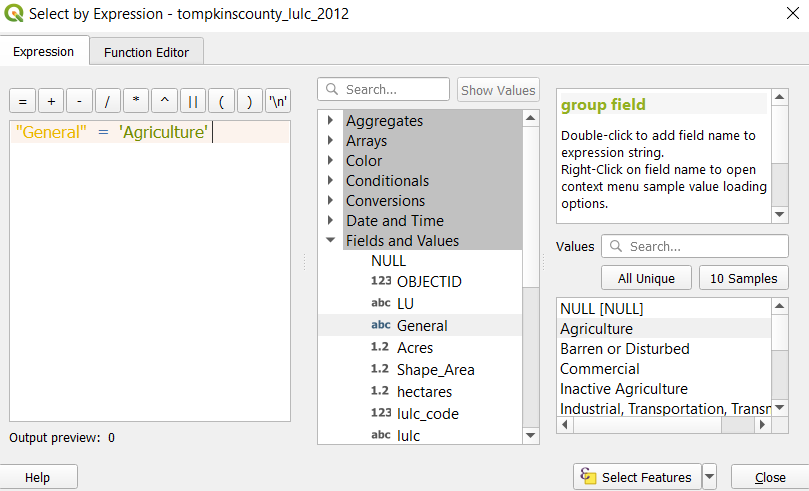 Select by Expression - tompkinscounty_lulc_2012
Expression
Function Editor
= + - / * ^ || ( ) '\n'
"General" = 'Agriculture'
Output preview: 0
Search...
Show Values
Aggregates
Arrays
Color
Conditionals
Conversions
Date and Time
Fields and Values
NULL
123 OBJECTID
abc LU
abc General
1.2 Acres
1.2 Shape_Area
1.2 hectares
123 lulc_code
abc lulc
group field
Double-click to add field name to
expression string.
Right-Click on field name to open
context menu sample value loading
options.
Values
Search...
All Unique
10 Samples
NULL [NULL]
Agriculture
Barren or Disturbed
Commercial
Inactive Agriculture
Industrial, Transportation, Transm
Help
Select Features
Close